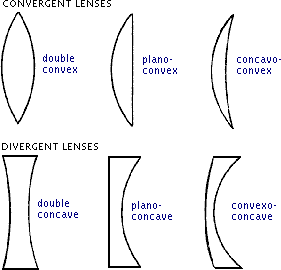 CONVERGENT LENSES
double
convex
plano-
convex
concavo-
convex
DIVERGENT LENSES
double
concave
plano-
concave
convexo-
concave